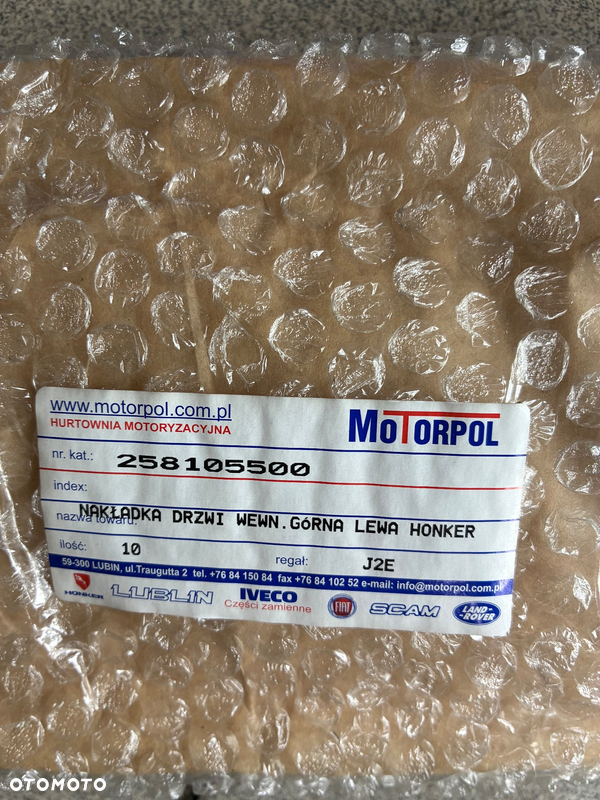 www.motorpol.com.pl
HURTOWNIA MOTORYZACYJNA
MOTORPOL
nr. kat.: 258105500
index:
nazwa towaru: NAKŁADKA DRZWI WEWN.GóRNA LEWA HONKER
ilość: 10 regał: J2E
59-300 LUBIN, ul.Traugutta 2 tel. +76 84 150 84 fax +76 84 102 52 e-mail: info@motorpol.com.pl
HONKER LUBLIN IVECO FIAT SCAM LAND-ROVER
Części zamienne
OTOMOTO